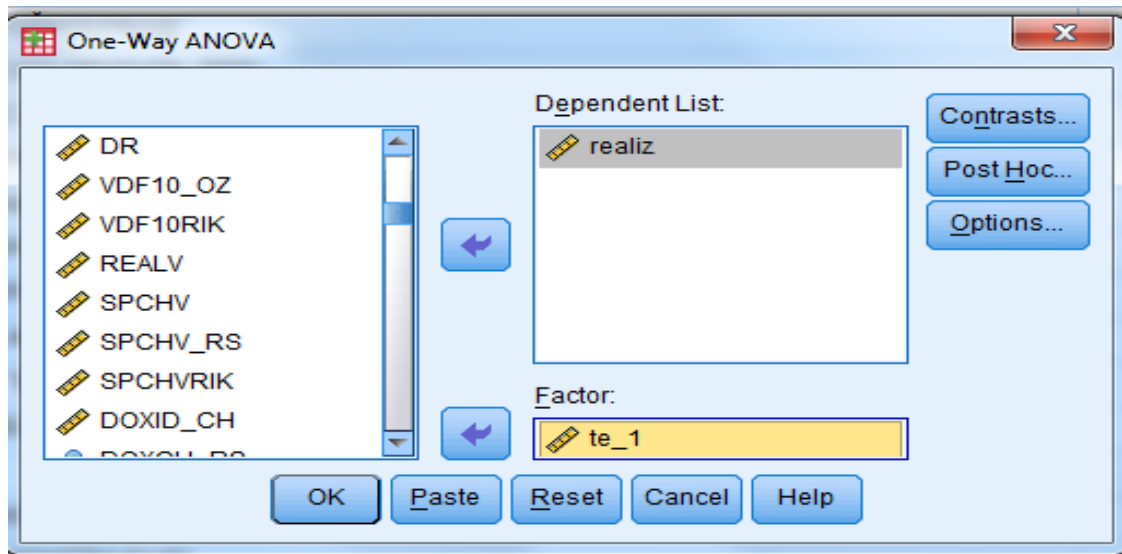 One-Way ANOVA
DR
VDF10_OZ
VDF10RIK
REALV
SPCHV
SPCHV_RS
SPCHVRIK
DOXID_CH
Dependent List:
realiz
Factor:
te_1
Contrasts...
Post Hoc...
Options...
OK Paste Reset Cancel Help